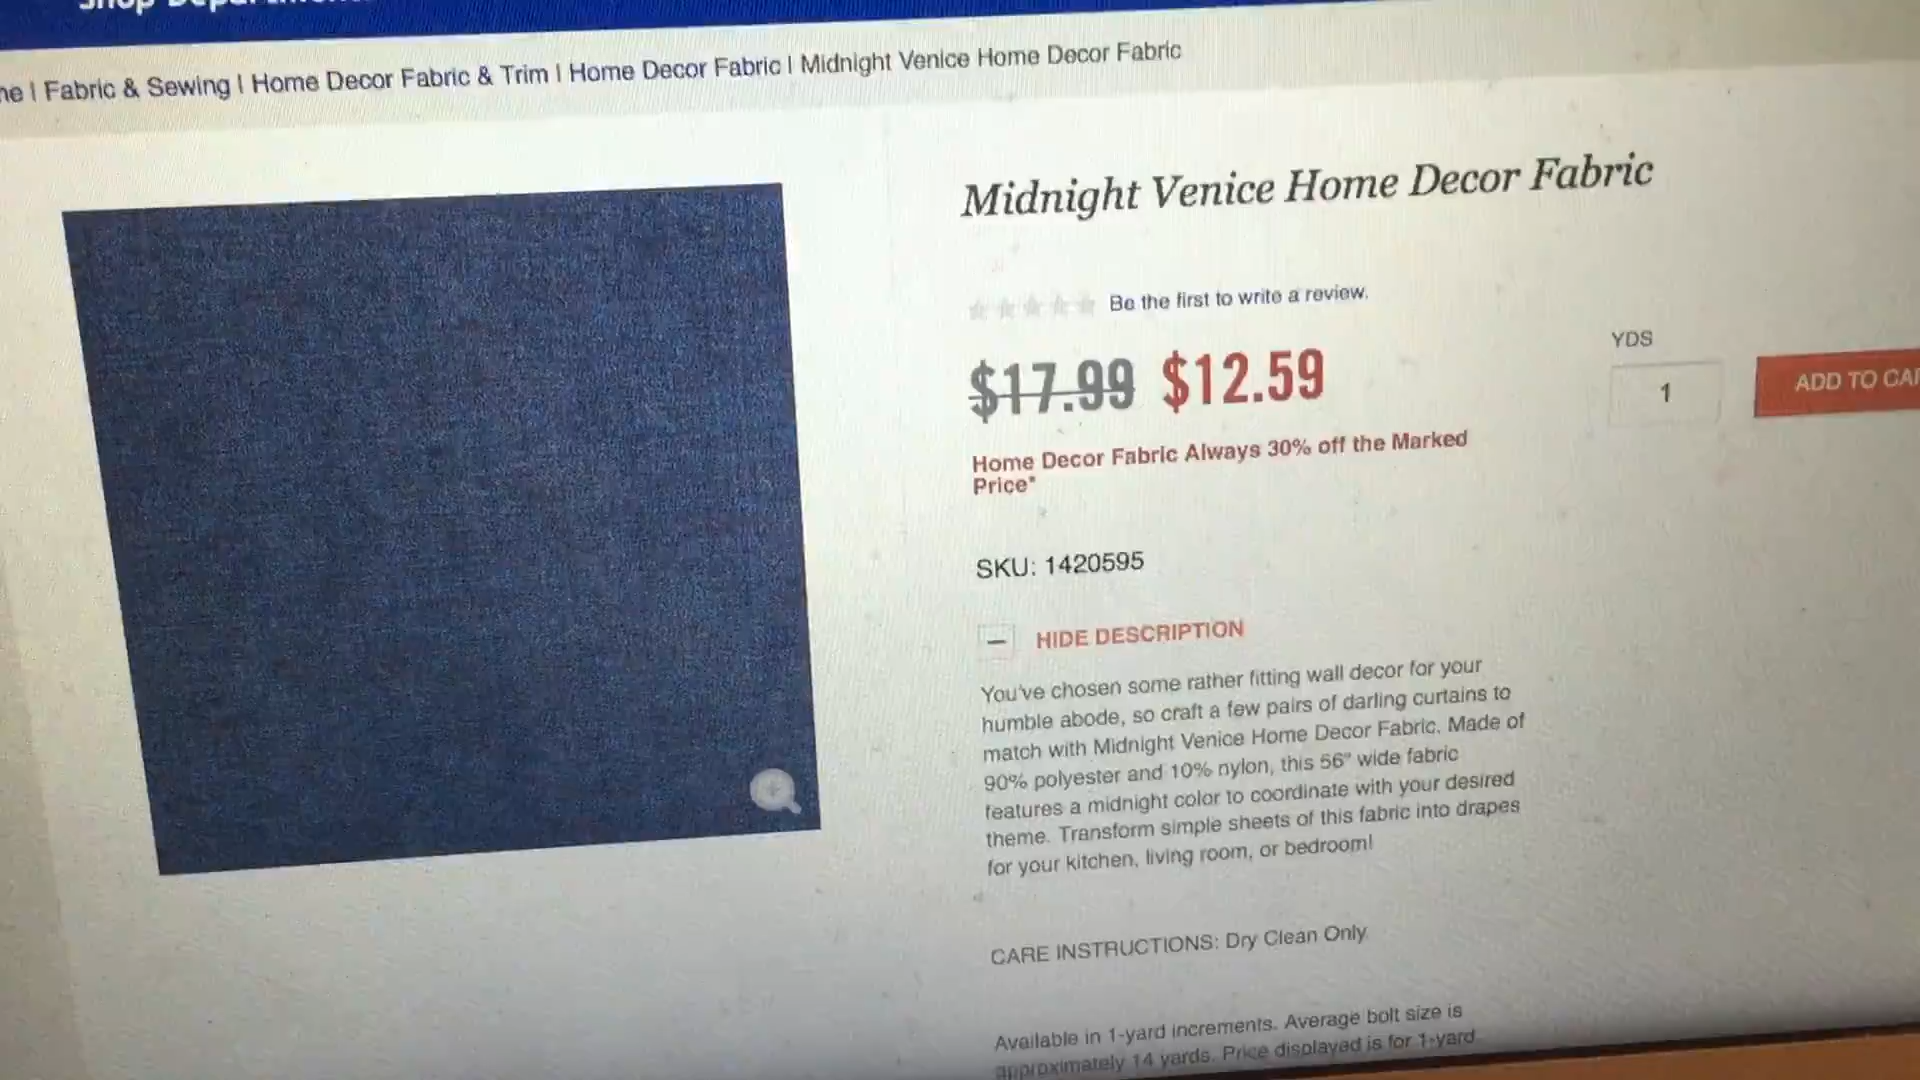 Shop
| Fabric & Sewing | Home Decor Fabric & Trim | Home Decor Fabric | Midnight Venice Home Decor Fabric
Midnight Venice Home Decor Fabric
Be the first to write a review.
$17.99 $12.59
YDS
1
ADD TO
Home Decor Fabric Always 30% off the Marked
Price*
SKU: 1420595
HIDE DESCRIPTION
You've chosen some rather fitting wall decor for your
humble abode, so craft a few pairs of darling curtains to
match with Midnight Venice Home Decor Fabric. Made of
90% polyester and 10% nylon, this 56" wide fabric
features a midnight color to coordinate with your desired
theme. Transform simple sheets of this fabric into drapes
for your kitchen, living room, or bedroom!
CARE INSTRUCTIONS: Dry Clean Only.
Available in 1-yard increments. Average bolt size is
approximately 14 yards. Price displayed is for 1-yard